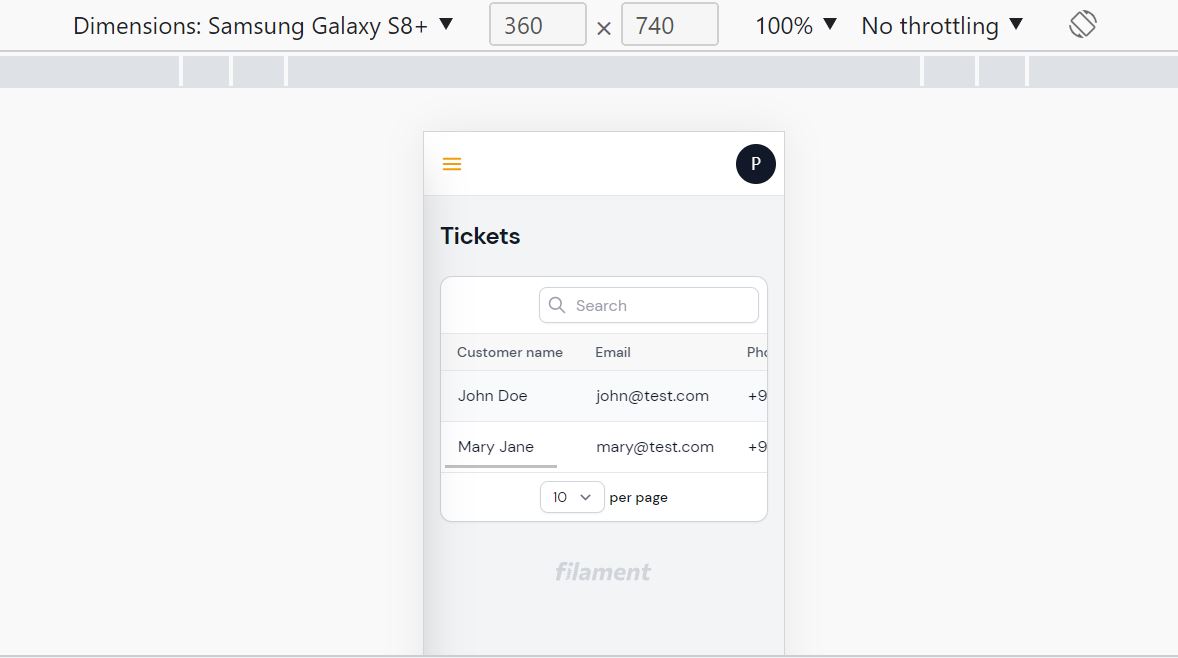 Dimensions: Samsung Galaxy S8+ ▼ 360 × 740 100% ▼ No throttling ▼
P
Tickets
Search
Customer name Email Pho
John Doe john@test.com +9
Mary Jane mary@test.com +9
10 per page
filament